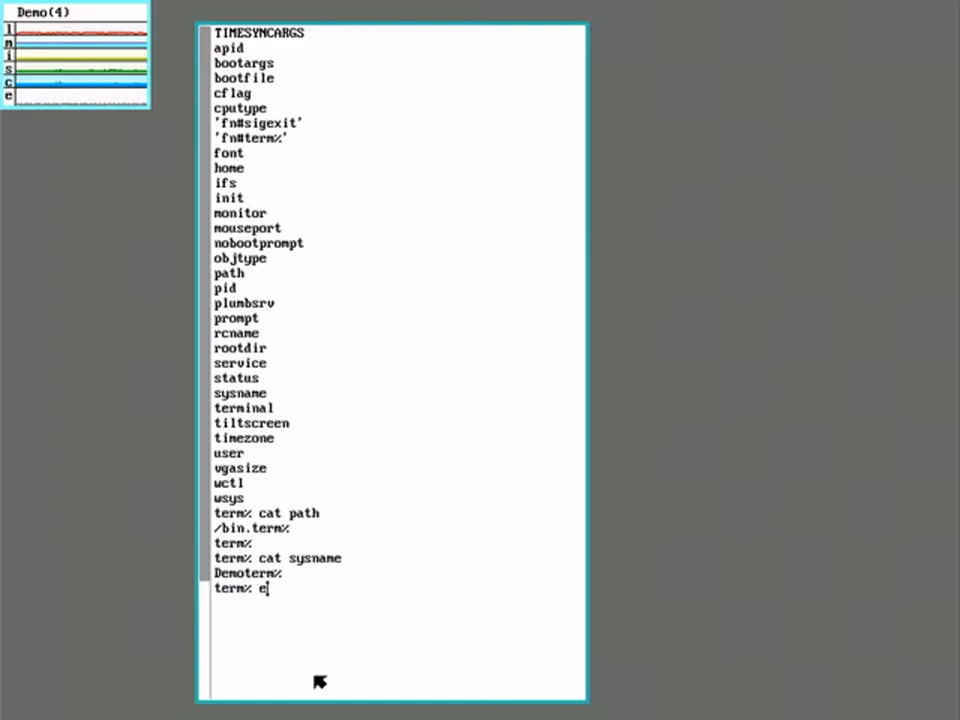 Demo(4)
l
m
i
s
c
e
TIMESYNCARGS
apid
bootargs
bootfile
cflag
cputype
'fn#sigexit'
'fn#term%'
font
home
ifs
init
monitor
mouseport
nobootprompt
objtype
path
pid
plumbsrv
prompt
rcname
rootdir
service
status
sysname
terminal
tiltscreen
timezone
user
vgasize
wctl
wsys
term% cat path
/bin.term%
term%
term% cat sysname
Demoterm%
term% e